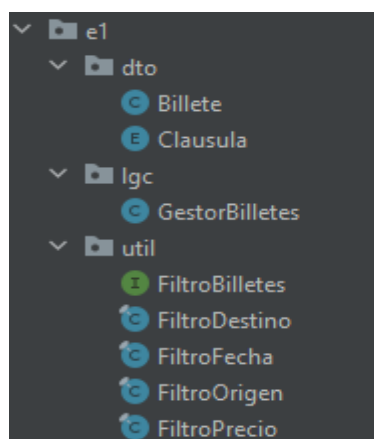 e1
dto
C Billete
E Clausula
lgc
C GestorBilletes
util
I FiltroBilletes
C FiltroDestino
C FiltroFecha
C FiltroOrigen
C FiltroPrecio